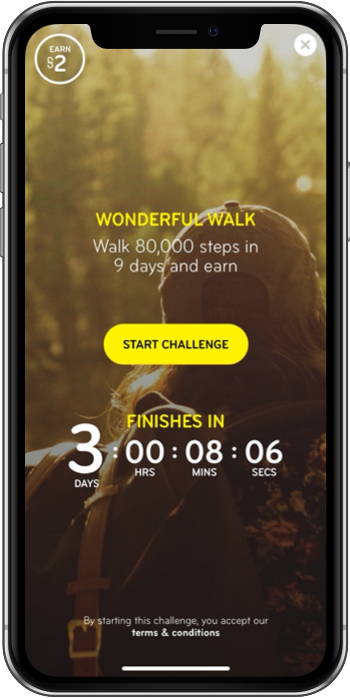 EARN
$2
WONDERFUL WALK
Walk 80,000 steps in
9 days and earn
START CHALLENGE
FINISHES IN
3 : 00 : 08 : 06
DAYS HRS MINS SECS
By starting this challenge, you accept our
terms & conditions